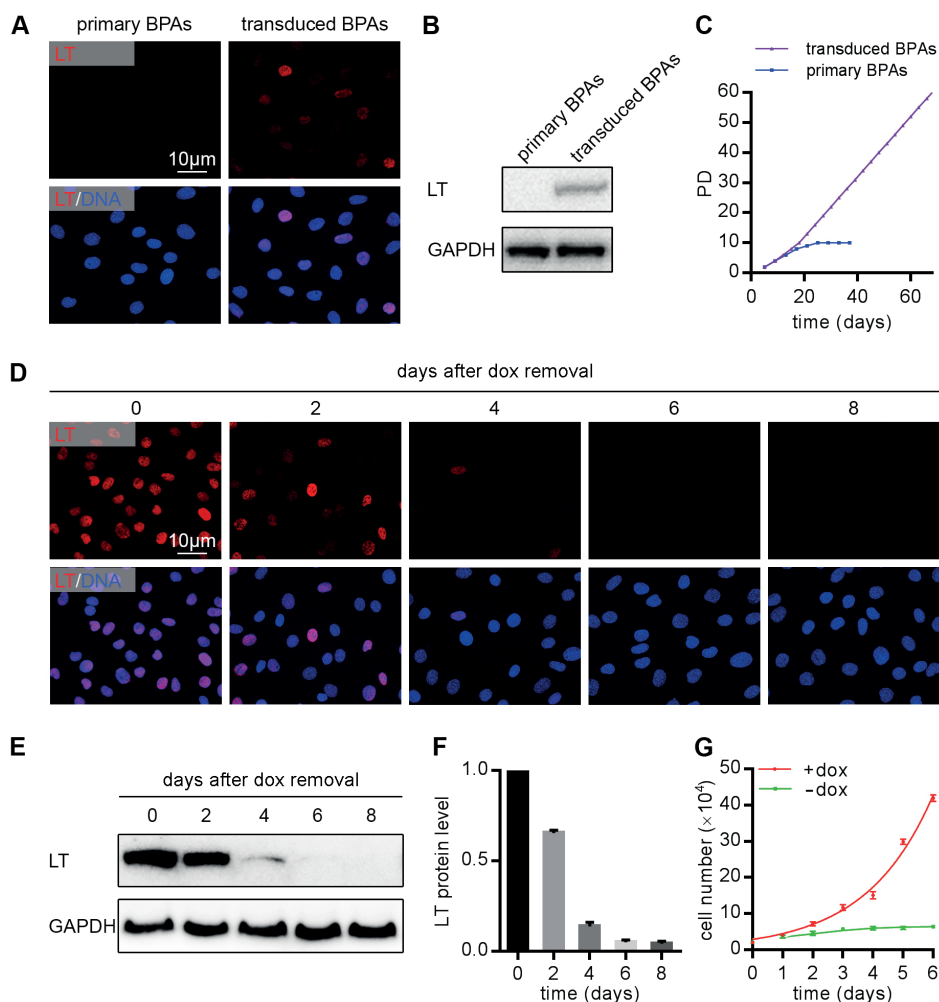 A
primary BPAs transduced BPAs
LT
10µm
LT/DNA
B
primary BPAs
transduced BPAs
LT
GAPDH
C
transduced BPAs
primary BPAs
60
50
40
30
20
10
0
PD
0 20 40 60
time (days)
D
days after dox removal
0 2 4 6 8
LT
10µm
LT/DNA
E
days after dox removal
0 2 4 6 8
LT
GAPDH
F
1.0
0.5
0.0
LT protein level
0 2 4 6 8
time (days)
G
+dox
−dox
50
40
30
20
10
0
cell number (×10⁴)
0 1 2 3 4 5 6
time (days)